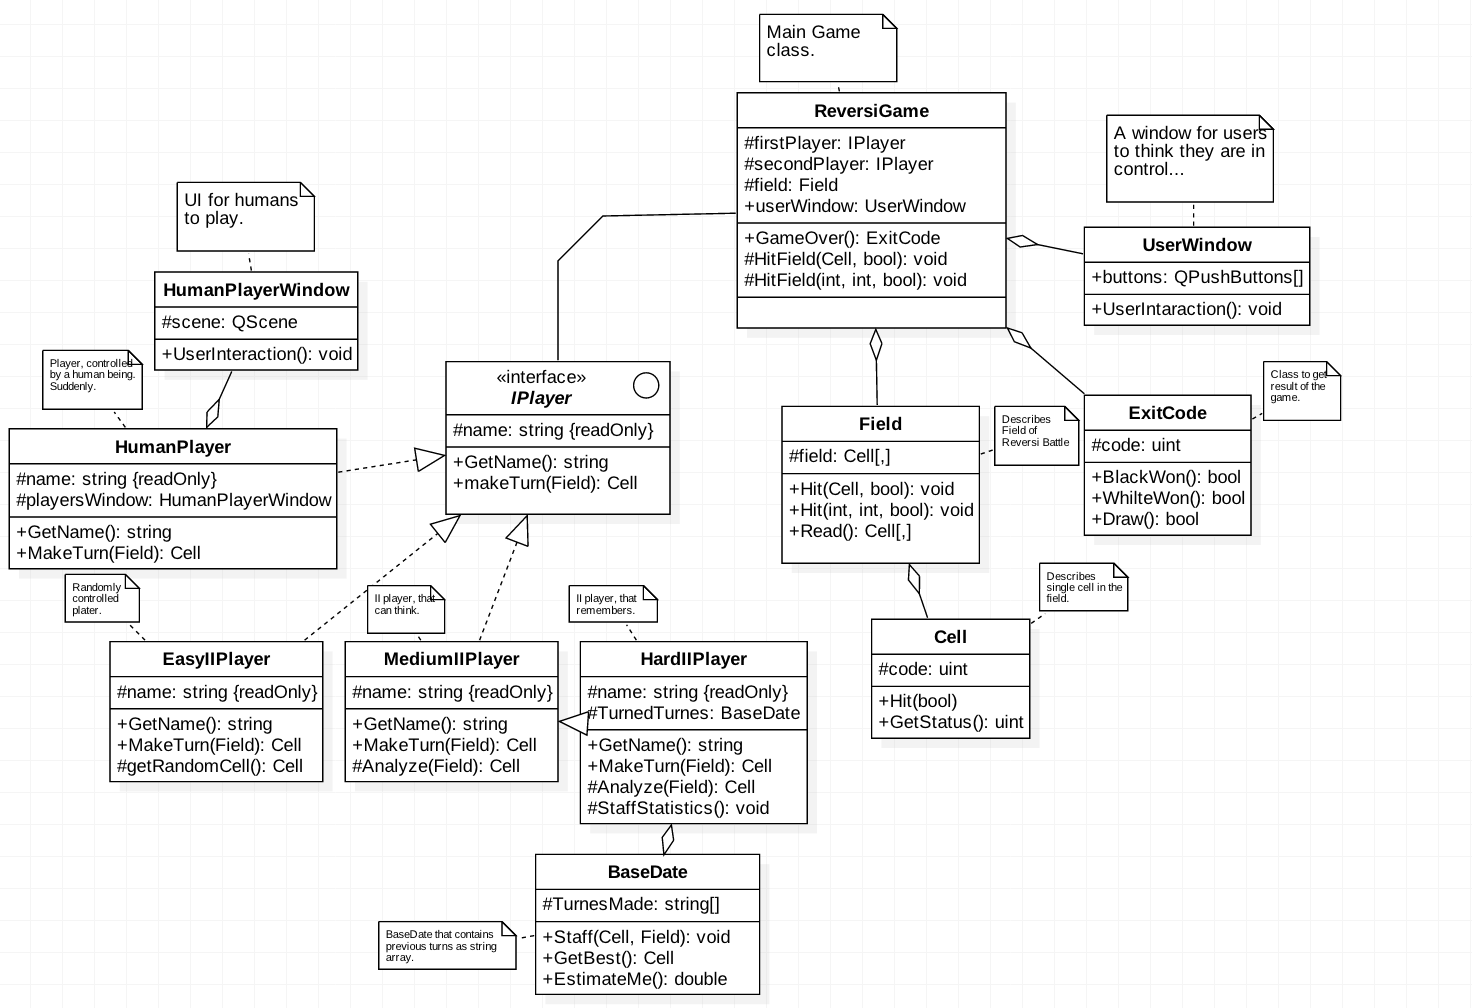 Main Game
class.
ReversiGame
#firstPlayer: IPlayer
#secondPlayer: IPlayer
#field: Field
+userWindow: UserWindow
+GameOver(): ExitCode
#HitField(Cell, bool): void
#HitField(int, int, bool): void
A window for users
to think they are in
control...
UserWindow
+buttons: QPushButtons[]
+UserIntaraction(): void
UI for humans
to play.
HumanPlayerWindow
#scene: QScene
+UserInteraction(): void
Player, controlled
by a human being.
Suddenly.
HumanPlayer
#name: string {readOnly}
#playersWindow: HumanPlayerWindow
+GetName(): string
+MakeTurn(Field): Cell
«interface»
IPlayer
#name: string {readOnly}
+GetName(): string
+makeTurn(Field): Cell
Field
#field: Cell[,]
+Hit(Cell, bool): void
+Hit(int, int, bool): void
+Read(): Cell[,]
Describes
Field of
Reversi Battle
ExitCode
#code: uint
+BlackWon(): bool
+WhilteWon(): bool
+Draw(): bool
Class to get
result of the
game.
Describes
single cell in the
field.
Cell
#code: uint
+Hit(bool)
+GetStatus(): uint
Randomly
controlled
plater.
EasyIIPlayer
#name: string {readOnly}
+GetName(): string
+MakeTurn(Field): Cell
#getRandomCell(): Cell
II player, that
can think.
MediumIIPlayer
#name: string {readOnly}
+GetName(): string
+MakeTurn(Field): Cell
#Analyze(Field): Cell
II player, that
remembers.
HardIIPlayer
#name: string {readOnly}
#TurnedTurnes: BaseDate
+GetName(): string
+MakeTurn(Field): Cell
#Analyze(Field): Cell
#StaffStatistics(): void
BaseDate
#TurnesMade: string[]
+Staff(Cell, Field): void
+GetBest(): Cell
+EstimateMe(): double
BaseDate that contains
previous turns as string
array.